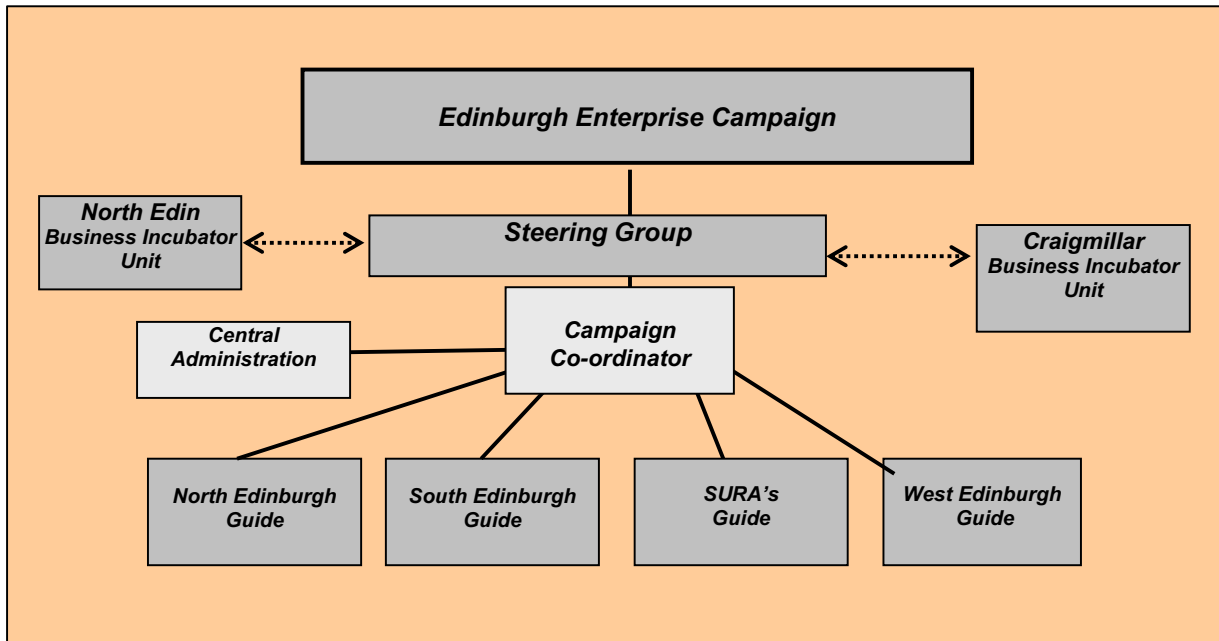 Edinburgh Enterprise Campaign
North Edin
Business Incubator
Unit
Steering Group
Craigmillar
Business Incubator
Unit
Central
Administration
Campaign
Co-ordinator
North Edinburgh
Guide
South Edinburgh
Guide
SURA’s
Guide
West Edinburgh
Guide